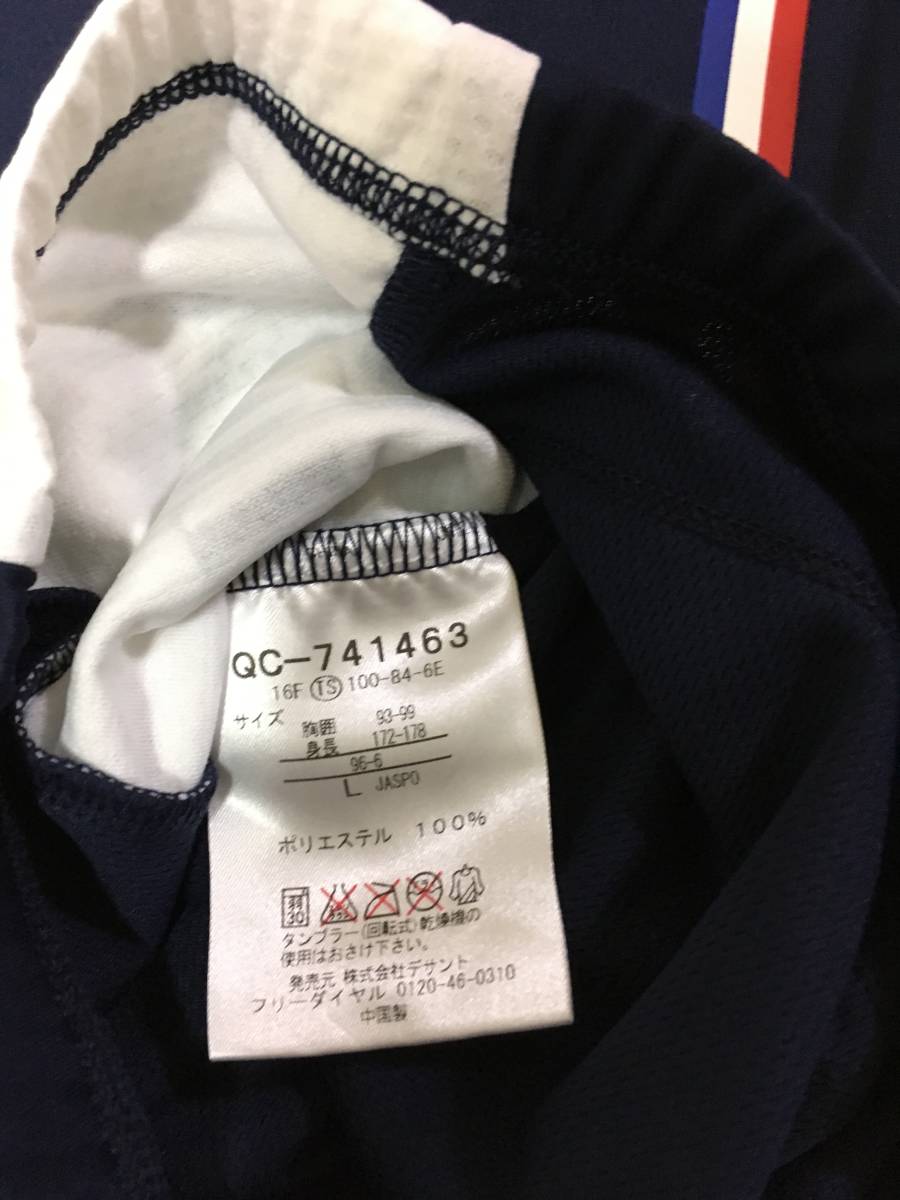 QC-741463
16F TS 100-84-6E
サイズ 胸囲 93-99
身長 172-178
96-6
L JASPO
ポリエステル 100%
弱 30
タンブラー(回転式)乾燥機の
使用はおさけ下さい。
発売元 株式会社デサント
フリーダイヤル 0120-46-0310
中国製